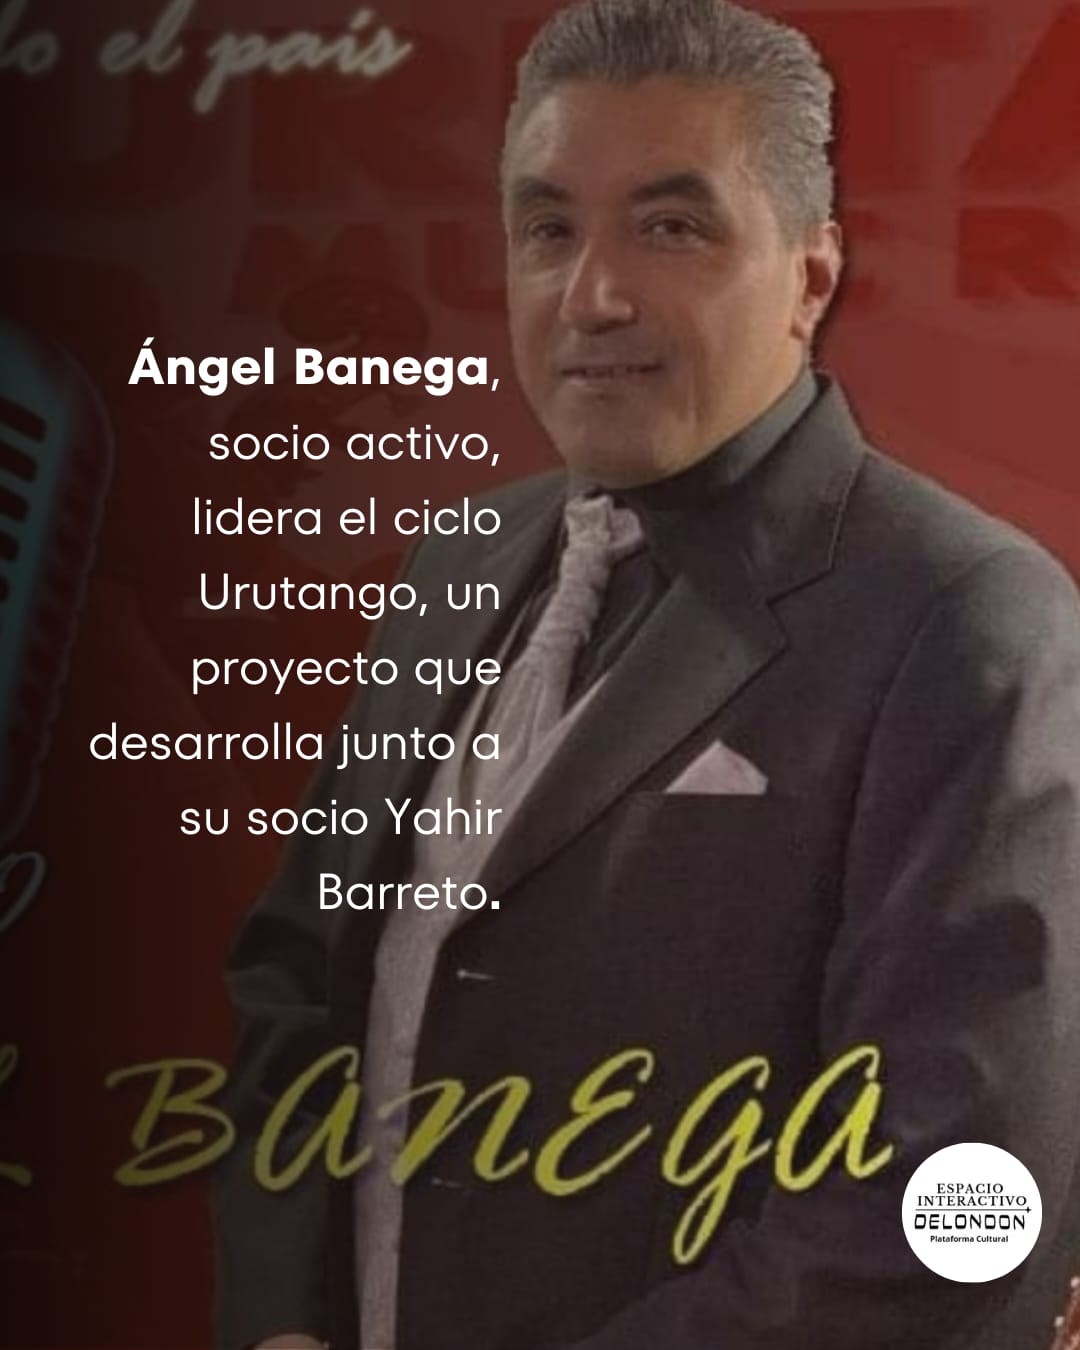 el país
Ángel Banega,
socio activo,
lidera el ciclo
Urutango, un
proyecto que
desarrolla junto a
su socio Yahir
Barreto.
BANEGA
ESPACIO
INTERACTIVO
DELONDON
Plataforma Cultural